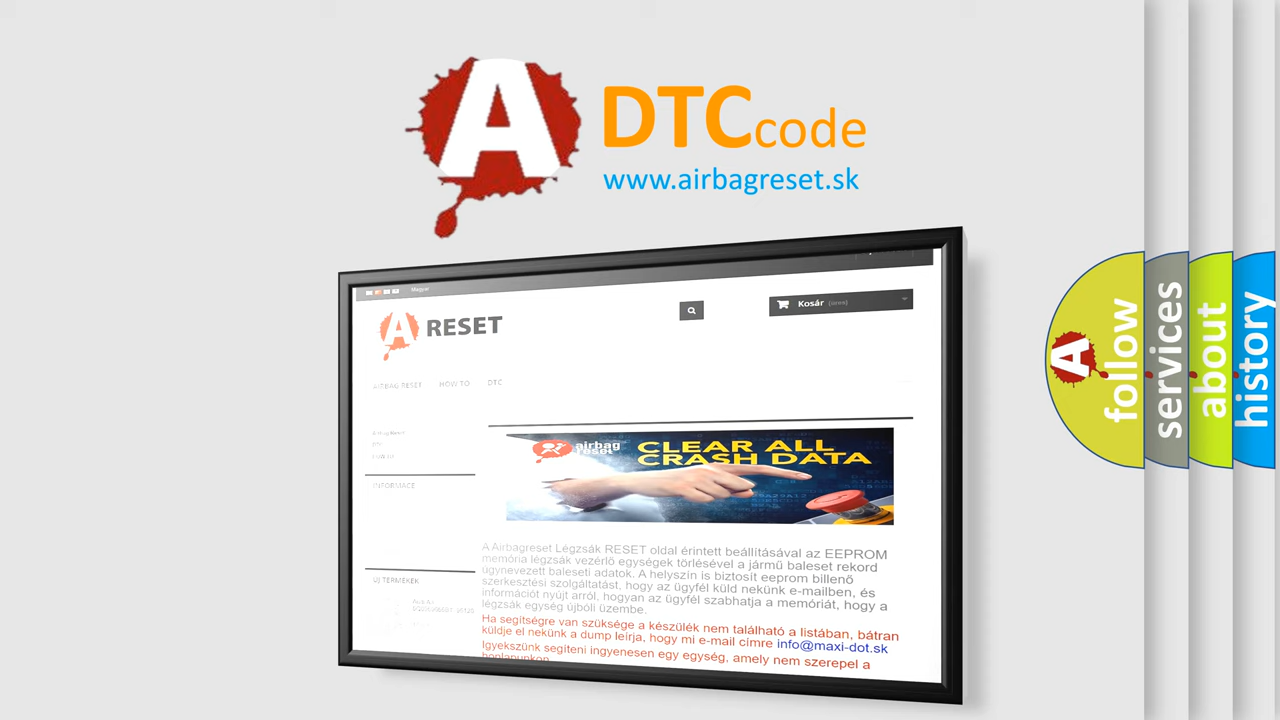 A
DTCcode
www.airbagreset.sk
Magyar
A RESET
Kosár (üres)
AIRBAG RESET HOW TO DTC
Airbag Reset
DTC
INFORMACE
airbag
reset
CLEAR ALL
CRASH DATA
A Airbagreset Légzsák RESET oldal érintett beállításával az EEPROM
memória légzsák vezérlő egységek törlésével a jármű baleset rekord
úgynevezett baleseti adatok. A helyszín is biztosít eeprom billenő
szerkesztési szolgáltatást, hogy az ügyfél küld nekünk e-mailben, és
információt nyújt arról, hogyan az ügyfél szabhatja a memóriát, hogy a
légzsák egység újbóli üzembe.
Ha segítségre van szüksége a készülék nem található a listában, bátran
küldje el nekünk a dump leírja, hogy mi e-mail címre info@maxi-dot.sk
Igyekszünk segíteni ingyenesen egy egység, amely nem szerepel a
honlapunkon
ÚJ TERMÉKEK
A
follow
services
about
history